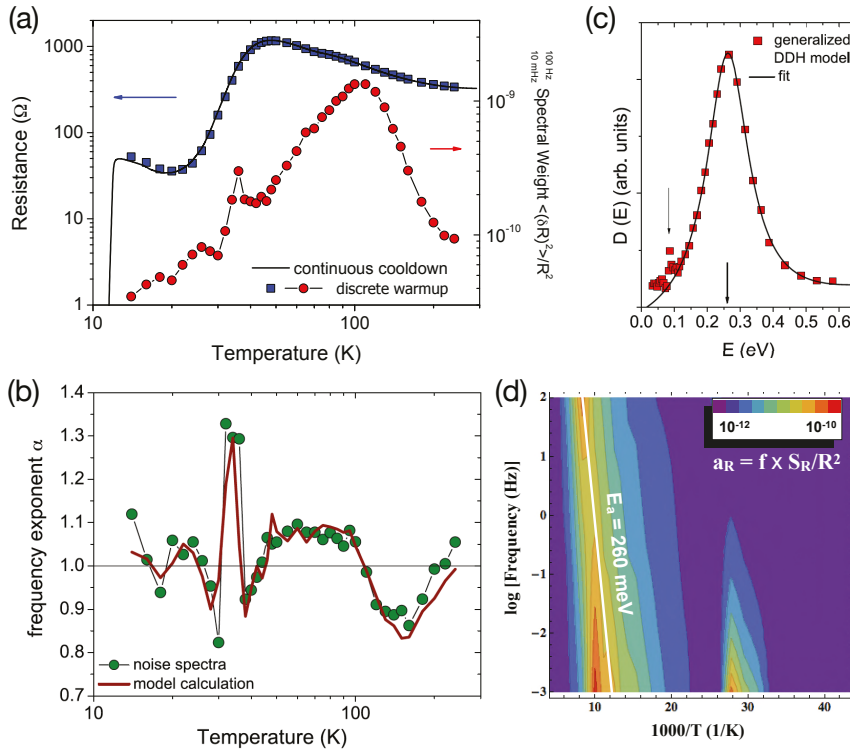 (a)
1000
100
10
1
Resistance (Ω)
10
100
Temperature (K)
continuous cooldown
discrete warmup
10⁻⁹
10⁻¹⁰
100 Hz
10 mHz
Spectral Weight <(δR)²>/R²
(b)
1.4
1.3
1.2
1.1
1.0
0.9
0.8
0.7
frequency exponent α
noise spectra
model calculation
10
100
Temperature (K)
(c)
generalized
DDH model
fit
D (E) (arb. units)
0.0 0.1 0.2 0.3 0.4 0.5 0.6
E (eV)
(d)
2
1
0
-1
-2
-3
log [Frequency (Hz)]
10⁻¹² 10⁻¹⁰
a_R = f x S_R/R²
E_a = 260 meV
10 20 30 40
1000/T (1/K)